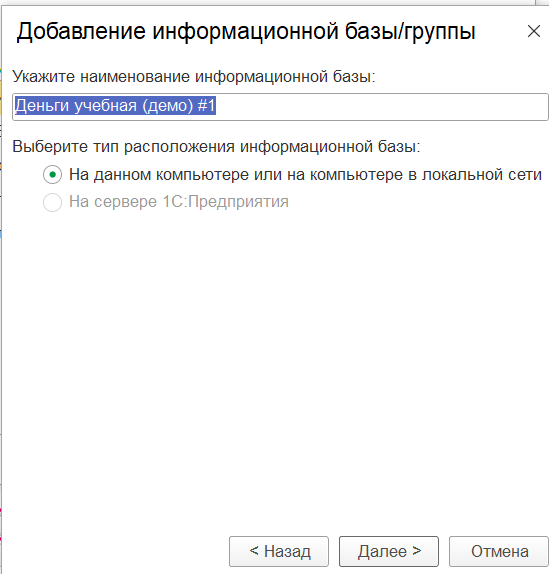 Добавление информационной базы/группы
Укажите наименование информационной базы:
Деньги учебная (демо) #1
Выберите тип расположения информационной базы:
На данном компьютере или на компьютере в локальной сети
На сервере 1С:Предприятия
< Назад
Далее >
Отмена